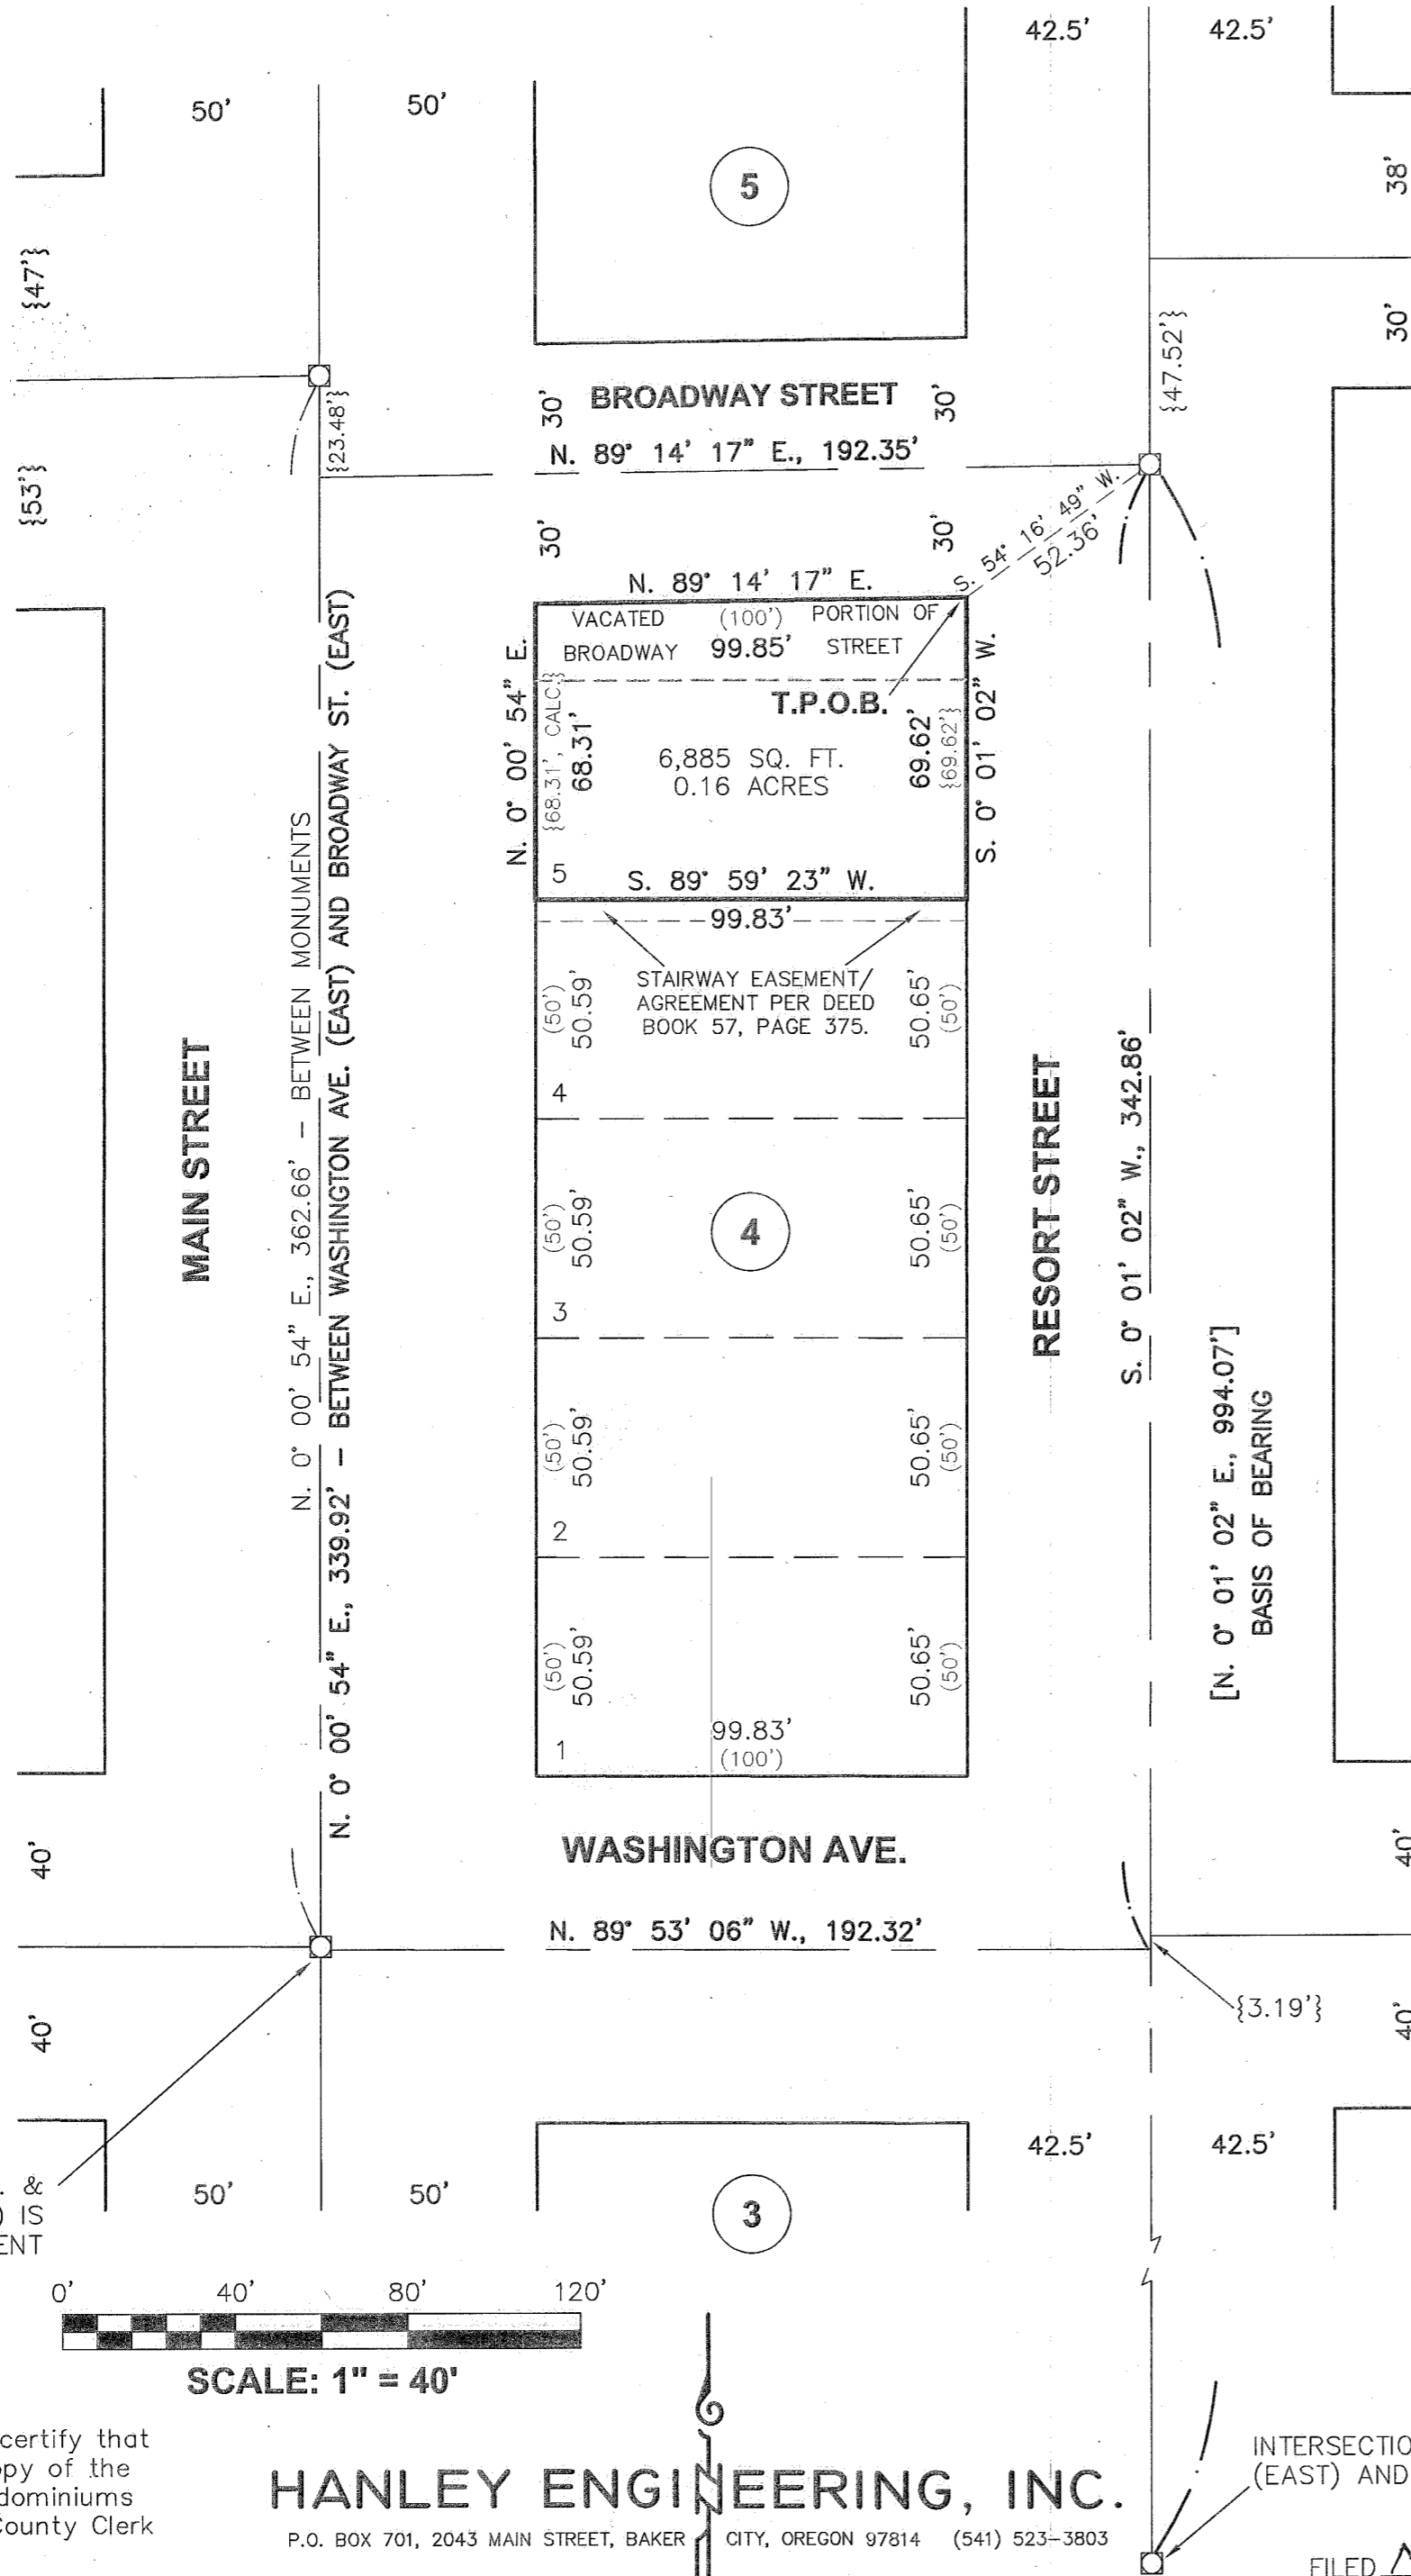 42.5' 42.5'
50' 50'
5
38'
{47'}
30'
{47.52'}
BROADWAY STREET
30' 30'
{23.48'}
N. 89° 14' 17" E., 192.35'
{53'}
30' 30'
S. 54° 16' 49" W.
52.36'
N. 89° 14' 17" E.
VACATED (100') PORTION OF
BROADWAY 99.85' STREET
T.P.O.B.
N. 0° 00' 54" E.
{68.31', CALC.}
68.31'
6,885 SQ. FT.
0.16 ACRES
69.62'
{69.62'}
S. 0° 01' 02" W.
5
S. 89° 59' 23" W.
99.83'
STAIRWAY EASEMENT/
AGREEMENT PER DEED
BOOK 57, PAGE 375.
(50') 50.59' 50.65' (50')
4
MAIN STREET
N. 0° 00' 54" E., 362.66' – BETWEEN MONUMENTS
N. 0° 00' 54" E., 339.92' – BETWEEN WASHINGTON AVE. (EAST) AND BROADWAY ST. (EAST)
4
RESORT STREET
S. 0° 01' 02" W., 342.86'
[N. 0° 01' 02" E., 994.07']
BASIS OF BEARING
(50') 50.59' 50.65' (50')
3
(50') 50.59' 50.65' (50')
2
(50') 50.59' 50.65' (50')
99.83'
(100')
1
WASHINGTON AVE.
40' 40'
N. 89° 53' 06" W., 192.32'
{3.19'}
40' 40'
42.5' 42.5'
50' 50'
3
. &
) IS
ENT
0' 40' 80' 120'
SCALE: 1" = 40'
certify that
py of the
dominiums
County Clerk
HANLEY ENGINEERING, INC.
P.O. BOX 701, 2043 MAIN STREET, BAKER CITY, OREGON 97814 (541) 523-3803
INTERSECTIO
(EAST) AND
FILED